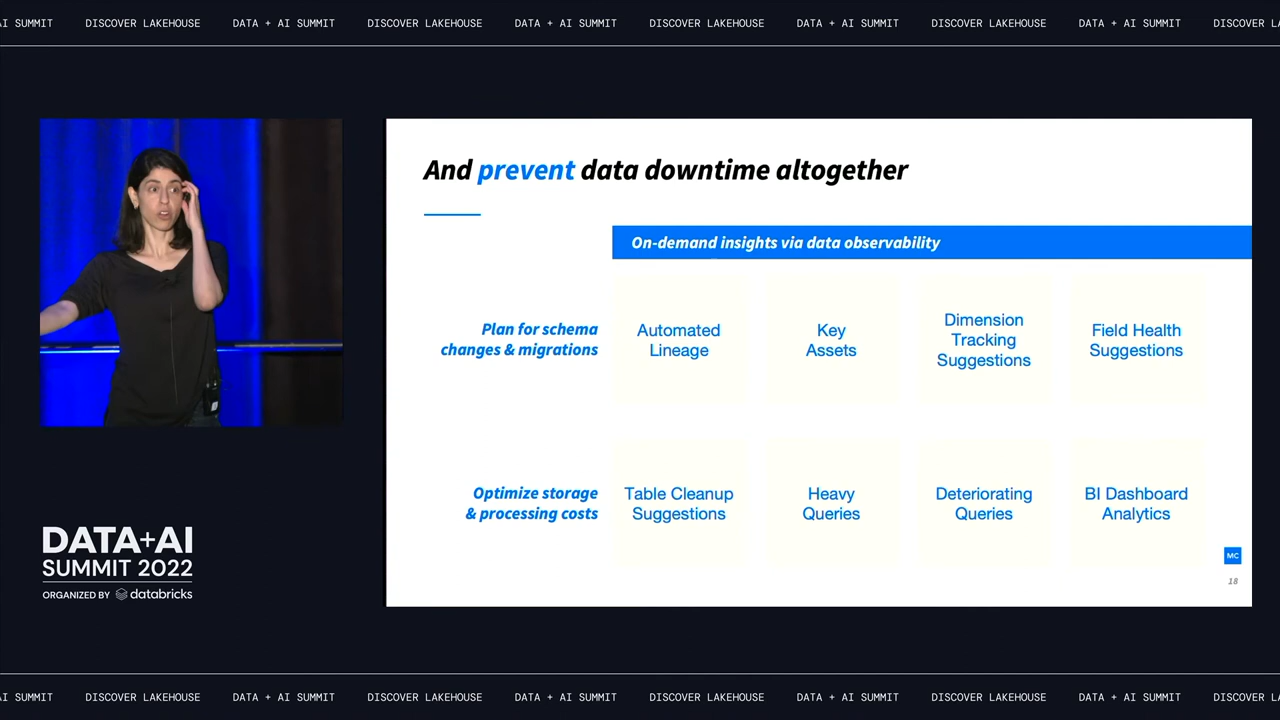 AI SUMMIT DISCOVER LAKEHOUSE DATA + AI SUMMIT DISCOVER LAKEHOUSE DATA + AI SUMMIT DISCOVER LAKEHOUSE DATA + AI SUMMIT DISCOVER LAKEHOUSE DATA + AI SUMMIT DISCOVER
And prevent data downtime altogether
On-demand insights via data observability
Plan for schema
changes & migrations
Automated
Lineage
Key
Assets
Dimension
Tracking
Suggestions
Field Health
Suggestions
Optimize storage
& processing costs
Table Cleanup
Suggestions
Heavy
Queries
Deteriorating
Queries
BI Dashboard
Analytics
MC
18
DATA+AI
SUMMIT 2022
ORGANIZED BY databricks
AI SUMMIT DISCOVER LAKEHOUSE DATA + AI SUMMIT DISCOVER LAKEHOUSE DATA + AI SUMMIT DISCOVER LAKEHOUSE DATA + AI SUMMIT DISCOVER LAKEHOUSE DATA + AI SUMMIT DISCOVER